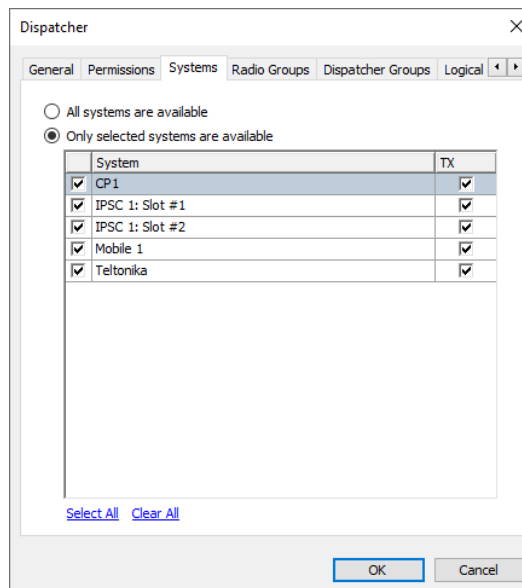 Dispatcher
General Permissions Systems Radio Groups Dispatcher Groups Logical
All systems are available
Only selected systems are available
System TX
CP1
IPSC 1: Slot #1
IPSC 1: Slot #2
Mobile 1
Teltonika
Select All Clear All
OK Cancel